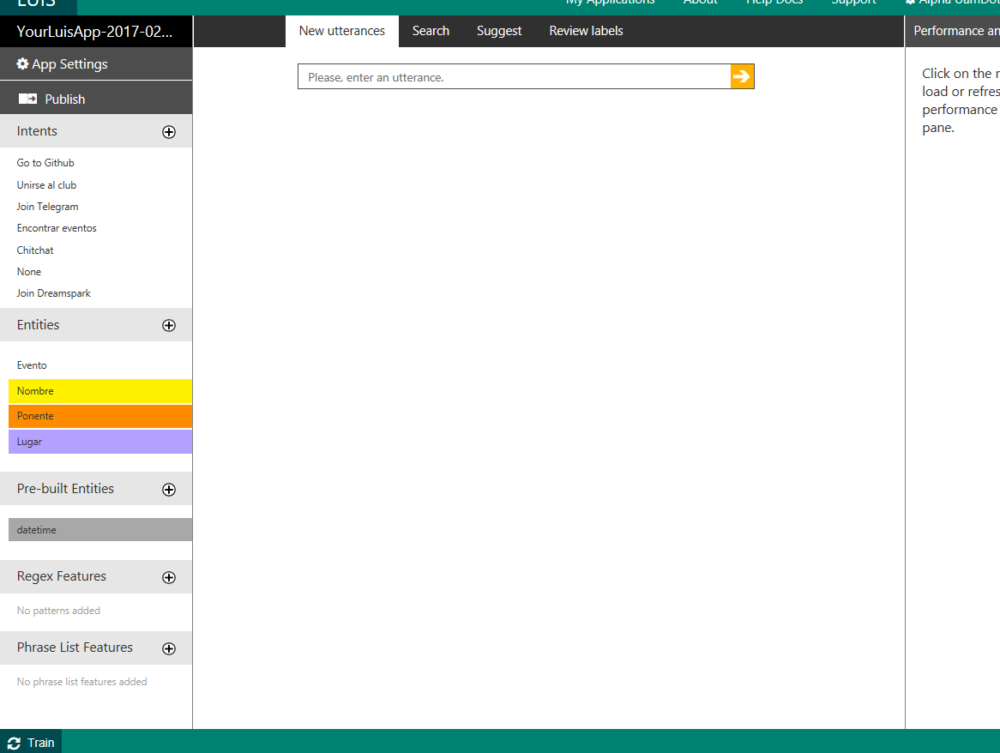 LUIS
My Applications About Help Docs Support
YourLuisApp-2017-02...
New utterances Search Suggest Review labels
Performance an
App Settings
Please, enter an utterance.
Click on the r
load or refres
performance
pane.
Publish
Intents
Go to Github
Unirse al club
Join Telegram
Encontrar eventos
Chitchat
None
Join Dreamspark
Entities
Evento
Nombre
Ponente
Lugar
Pre-built Entities
datetime
Regex Features
No patterns added
Phrase List Features
No phrase list features added
Train